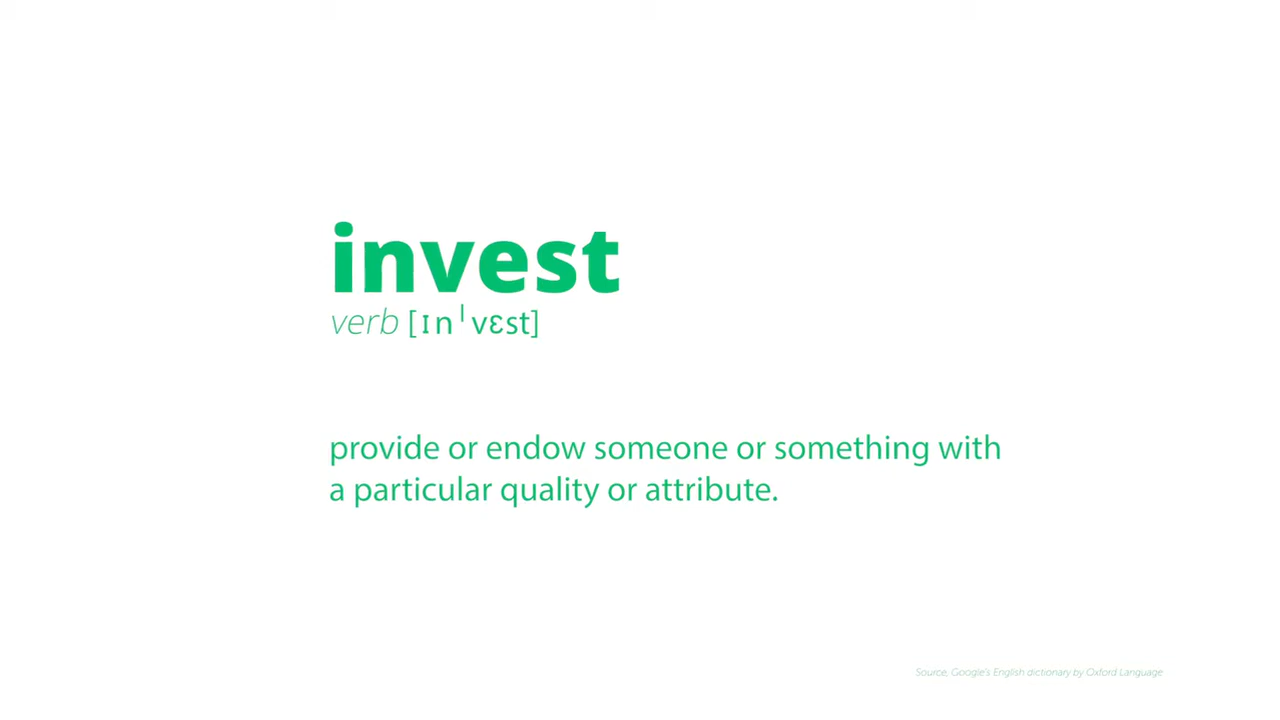 invest
verb [ɪnˈvɛst]
provide or endow someone or something with
a particular quality or attribute.
Source, Google's English dictionary by Oxford Language